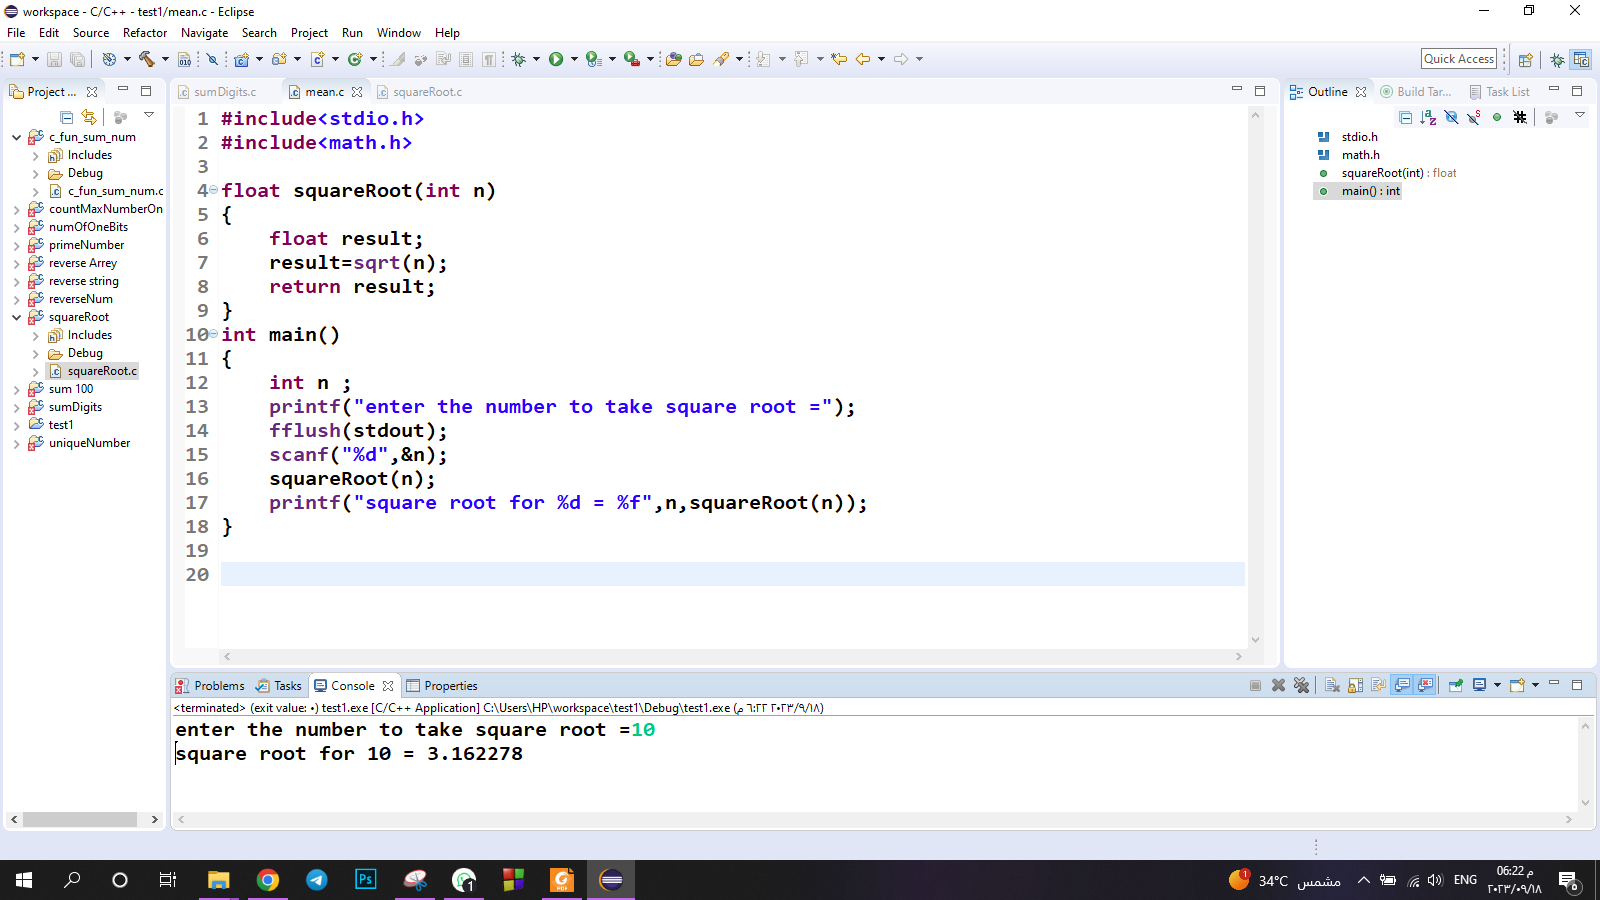 workspace - C/C++ - test1/mean.c - Eclipse
File Edit Source Refactor Navigate Search Project Run Window Help
Quick Access
Project ...
c_fun_sum_num
Includes
Debug
c_fun_sum_num.c
countMaxNumberOn
numOfOneBits
primeNumber
reverse Arrey
reverse string
reverseNum
squareRoot
Includes
Debug
squareRoot.c
sum 100
sumDigits
test1
uniqueNumber
sumDigits.c mean.c squareRoot.c
1 #include<stdio.h>
2 #include<math.h>
3
4 float squareRoot(int n)
5 {
6 float result;
7 result=sqrt(n);
8 return result;
9 }
10 int main()
11 {
12 int n ;
13 printf("enter the number to take square root =");
14 fflush(stdout);
15 scanf("%d",&n);
16 squareRoot(n);
17 printf("square root for %d = %f",n,squareRoot(n));
18 }
19
20
Outline Build Tar... Task List
stdio.h
math.h
squareRoot(int) : float
main() : int
Problems Tasks Console Properties
<terminated> (exit value: ٠) test1.exe [C/C++ Application] C:\Users\HP\workspace\test1\Debug\test1.exe (م ٦:٢٢ ٢٠٢٣/٩/١٨)
enter the number to take square root =10
square root for 10 = 3.162278
34°C مشمس ENG
06:22 م
٢٠٢٣/٠٩/١٨